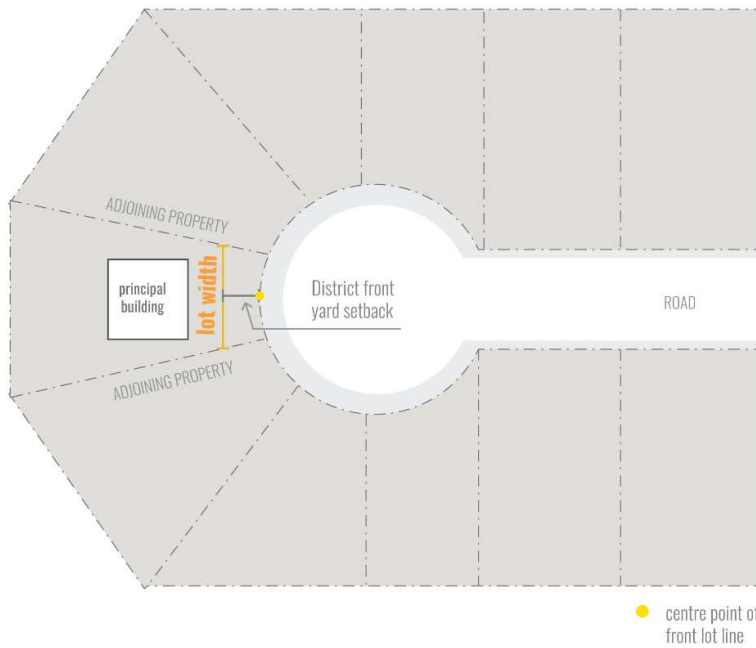 ADJOINING PROPERTY
principal
building
lot width
District front
yard setback
ROAD
ADJOINING PROPERTY
centre point of
front lot line